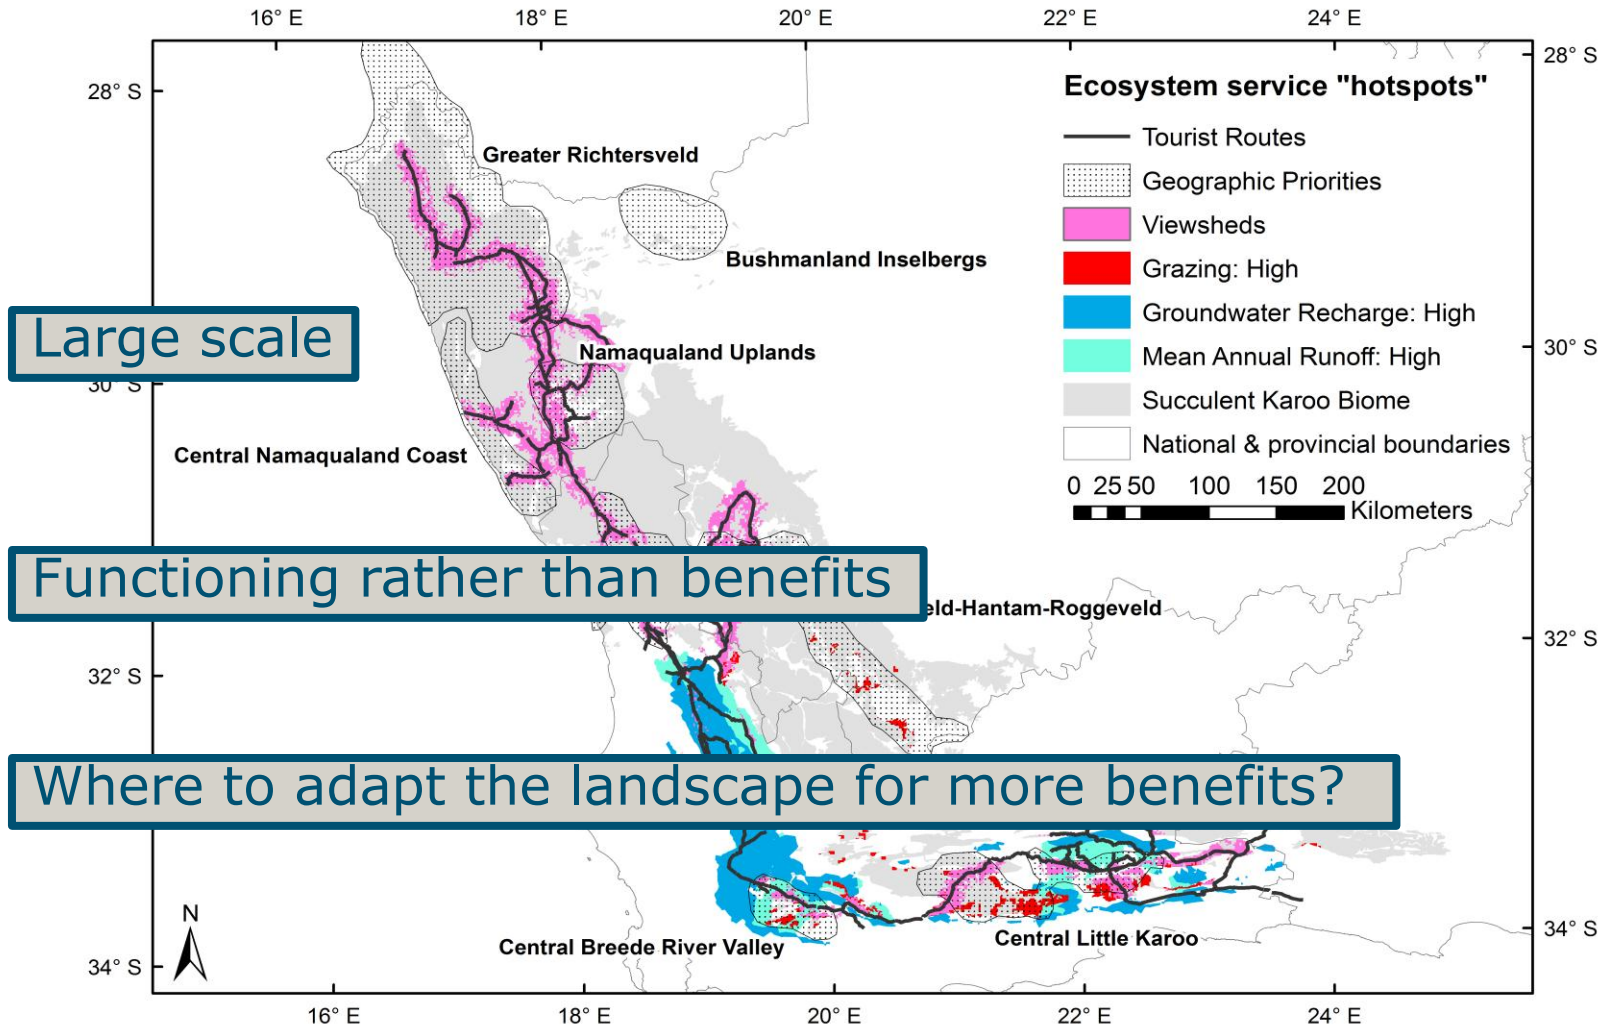 16° E 18° E 20° E 22° E 24° E
28° S 28° S
Ecosystem service "hotspots"
Tourist Routes
Geographic Priorities
Viewsheds
Grazing: High
Groundwater Recharge: High
Mean Annual Runoff: High
Succulent Karoo Biome
National & provincial boundaries
0 25 50 100 150 200
Kilometers
Greater Richtersveld
Bushmanland Inselbergs
Large scale
Namaqualand Uplands
30° S 30° S
Central Namaqualand Coast
Functioning rather than benefits
eld-Hantam-Roggeveld
32° S 32° S
Where to adapt the landscape for more benefits?
N
Central Breede River Valley
Central Little Karoo
34° S 34° S
16° E 18° E 20° E 22° E 24° E